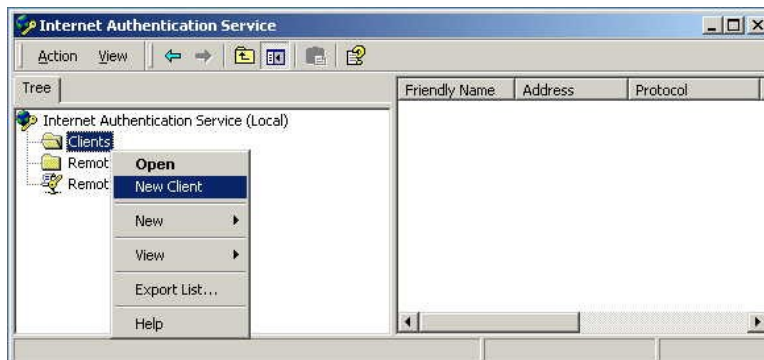 Internet Authentication Service
Action View
Tree
Friendly Name Address Protocol
Internet Authentication Service (Local)
Clients
Remot
Remot
Open
New Client
New
View
Export List...
Help